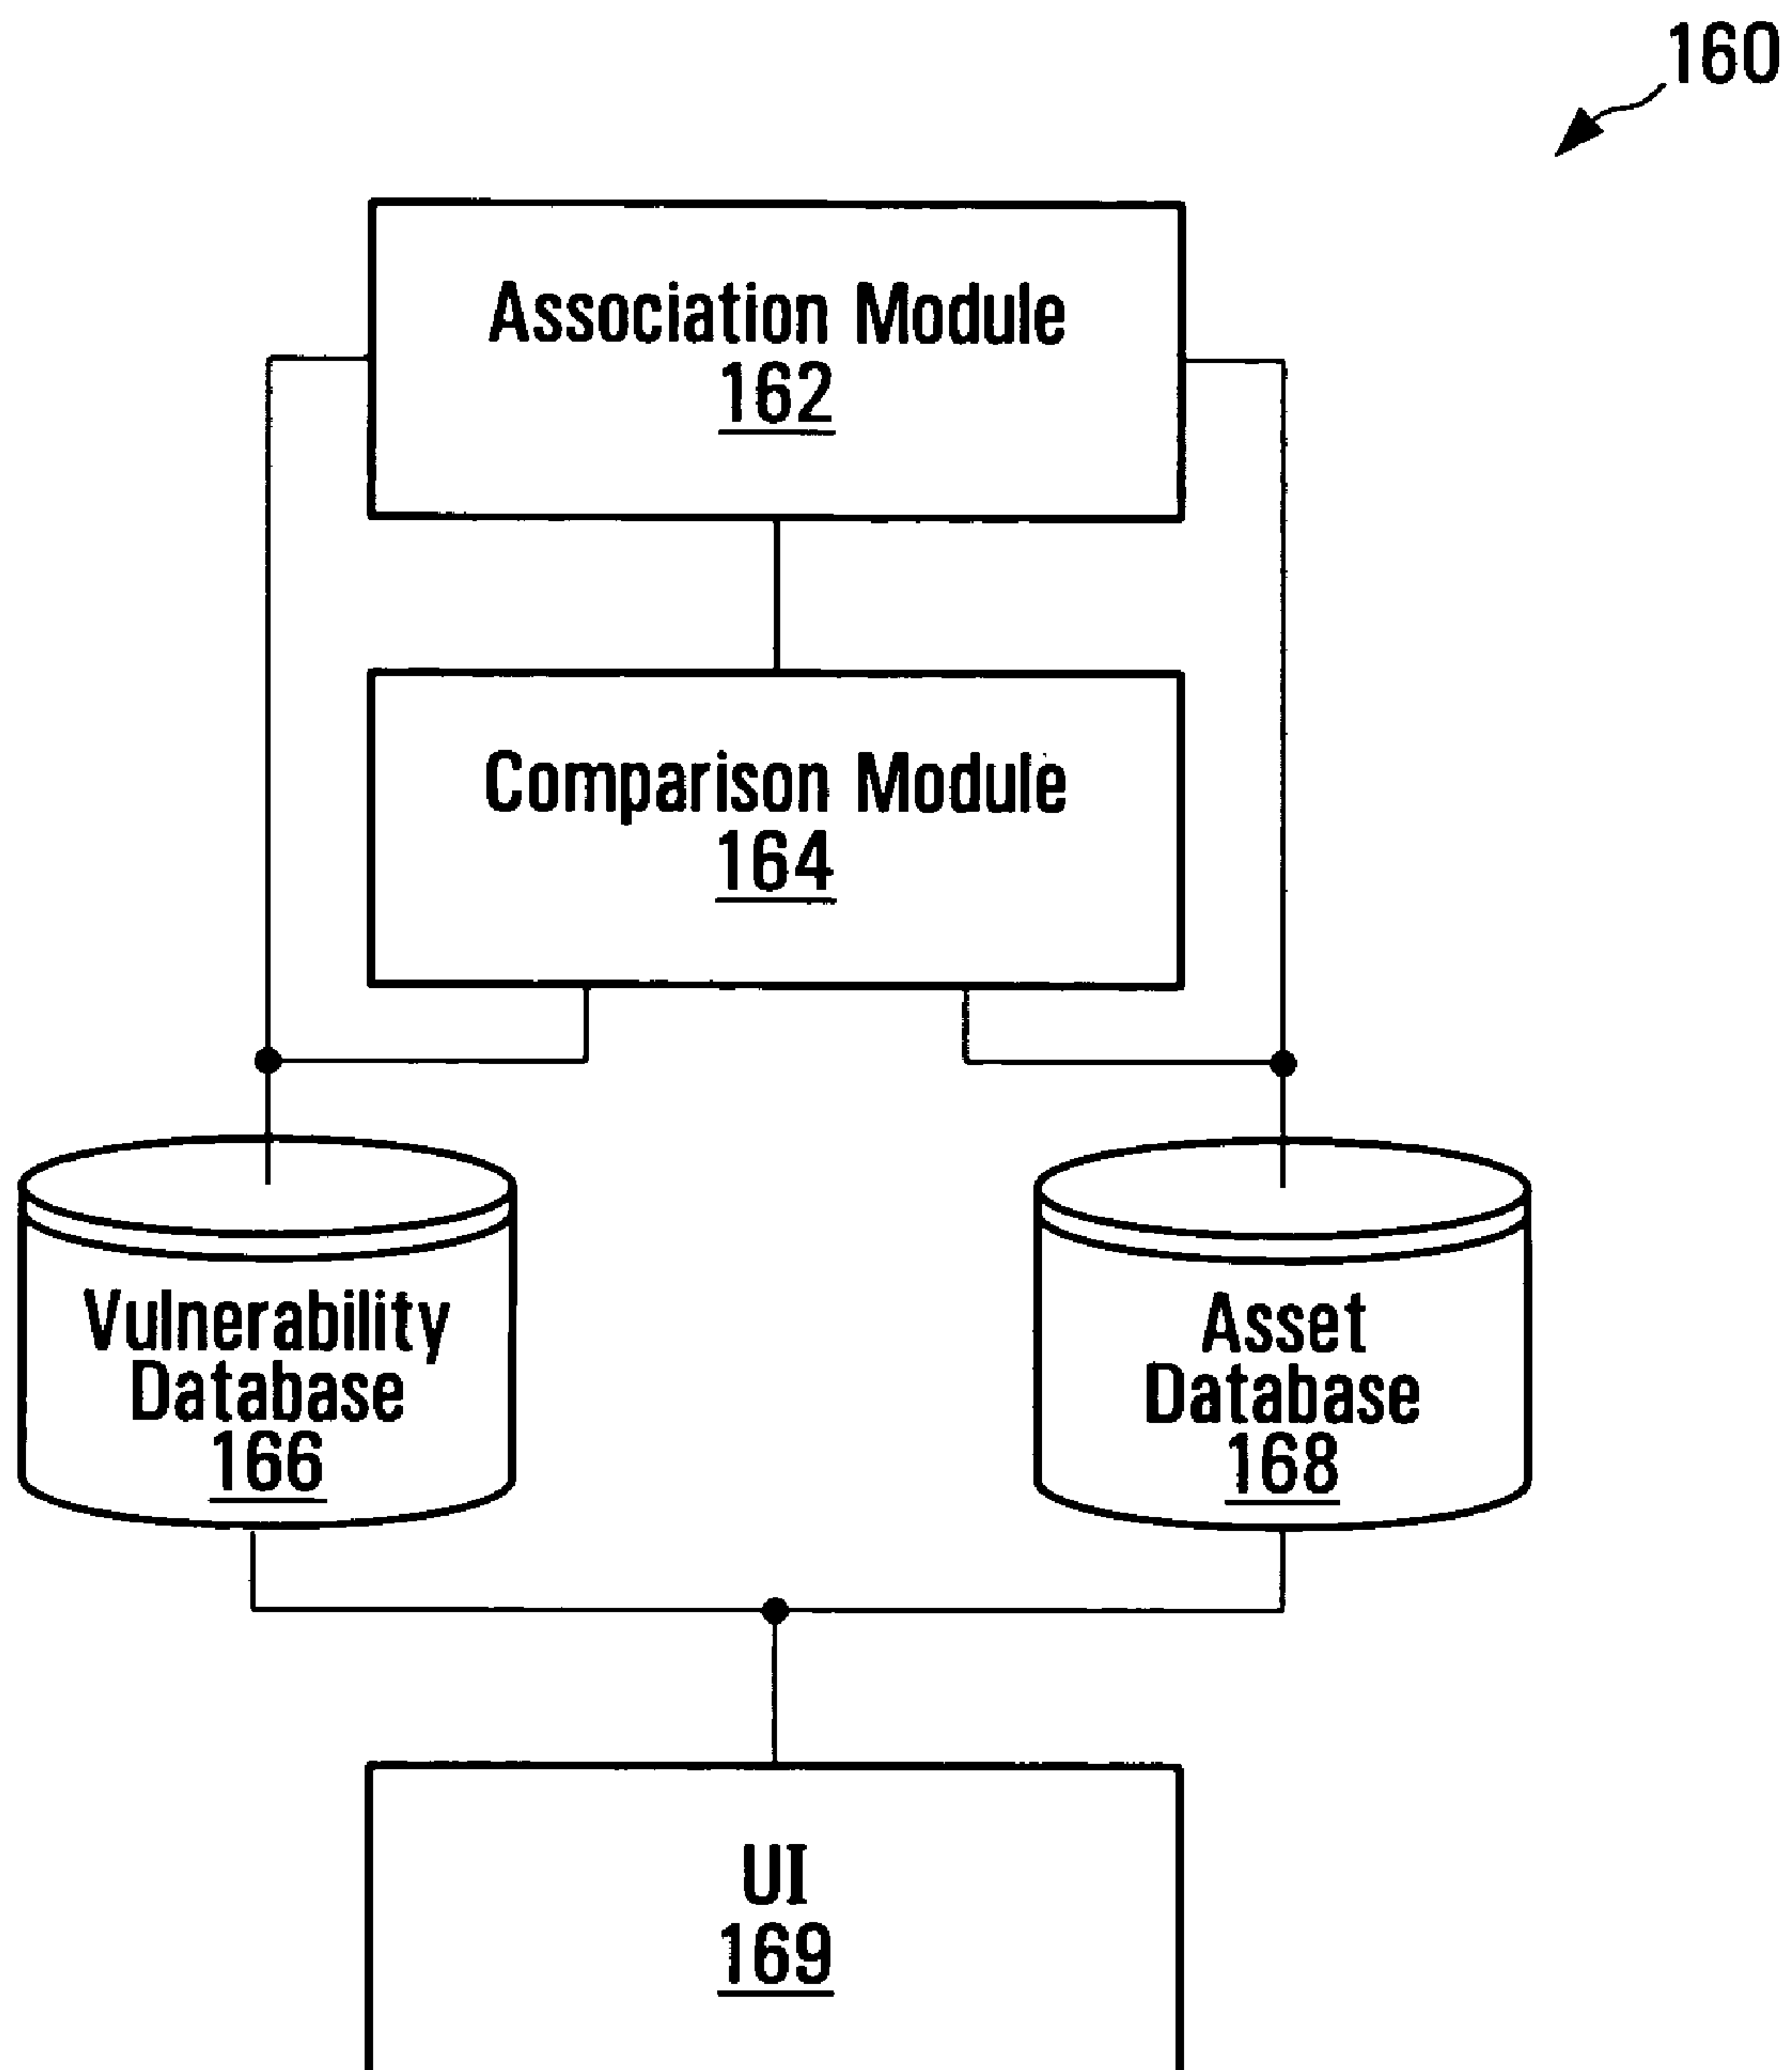 160
Association Module
162
Comparison Module
164
Vulnerability
Database
166
Asset
Database
168
UI
169